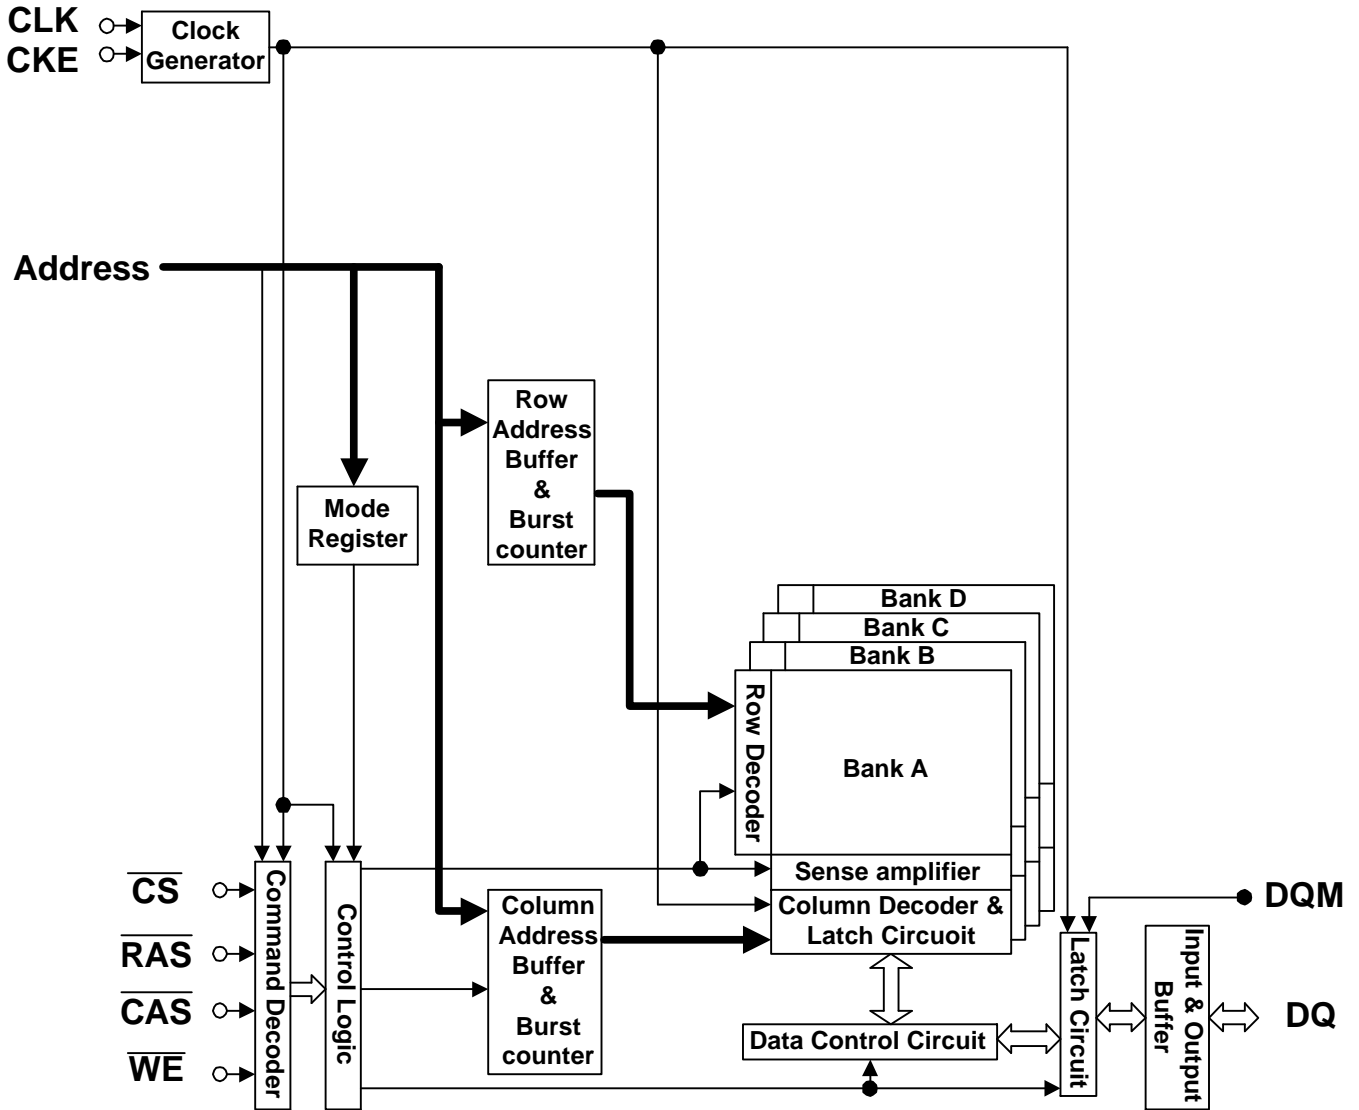 CLK
CKE
Clock
Generator
Address
Row
Address
Buffer
&
Burst
counter
Mode
Register
Bank D
Bank C
Bank B
Row Decoder
Bank A
Sense amplifier
Column Decoder &
Latch Circuoit
CS
RAS
CAS
WE
Command Decoder
Control Logic
Column
Address
Buffer
&
Burst
counter
Data Control Circuit
Latch Circuit
Input & Output
Buffer
DQM
DQ